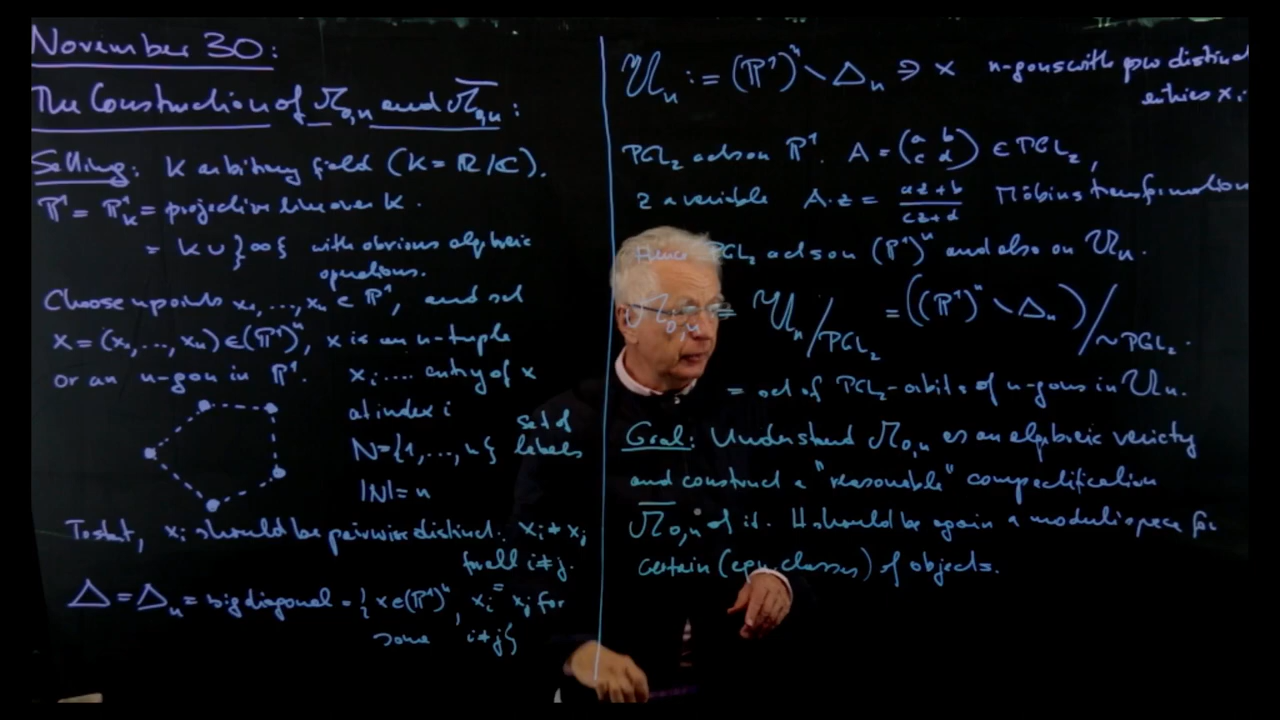 November 30:
The Construction of M₀,ₙ and M̅₀,ₙ:
Setting: K arbitrary field (K = ℝ/ℂ).
ℙ¹ = ℙ¹_K = projective line over K.
= K ∪ }∞{ with obvious algebraic
operations.
Choose n points x₁, ..., xₙ ∈ ℙ¹, and set
x = (x₁, ..., xₙ) ∈ (ℙ¹)ⁿ, x is an n-tuple
or an n-gon in ℙ¹. xᵢ .... entry of x
at index i
N = {1, ..., n} set of labels
|N| = n
To start, xᵢ should be pairwise distinct: xᵢ ≠ xⱼ
for all i ≠ j.
Δ = Δₙ = big diagonal = {x ∈ (ℙ¹)ⁿ, xᵢ = xⱼ for
some i ≠ j}
𝒰ₙ := (ℙ¹)ⁿ \ Δₙ ∋ x n-gons with pw distinct
entries xᵢ.
PGL₂ acts on ℙ¹. A = (a b
c d) ∈ PGL₂,
z a variable A·z = (az+b)/(cz+d) Möbius transformation
Hence PGL₂ acts on (ℙ¹)ⁿ and also on 𝒰ₙ.
M₀,ₙ = 𝒰ₙ/PGL₂ = ((ℙ¹)ⁿ \ Δₙ)/~PGL₂.
= set of PGL₂-orbits of n-gons in 𝒰ₙ.
Goal: Understand M₀,ₙ as an algebraic variety
and construct a "reasonable" compactification
M̅₀,ₙ of it. It should be again a moduli space for
certain (equ. classes) of objects.